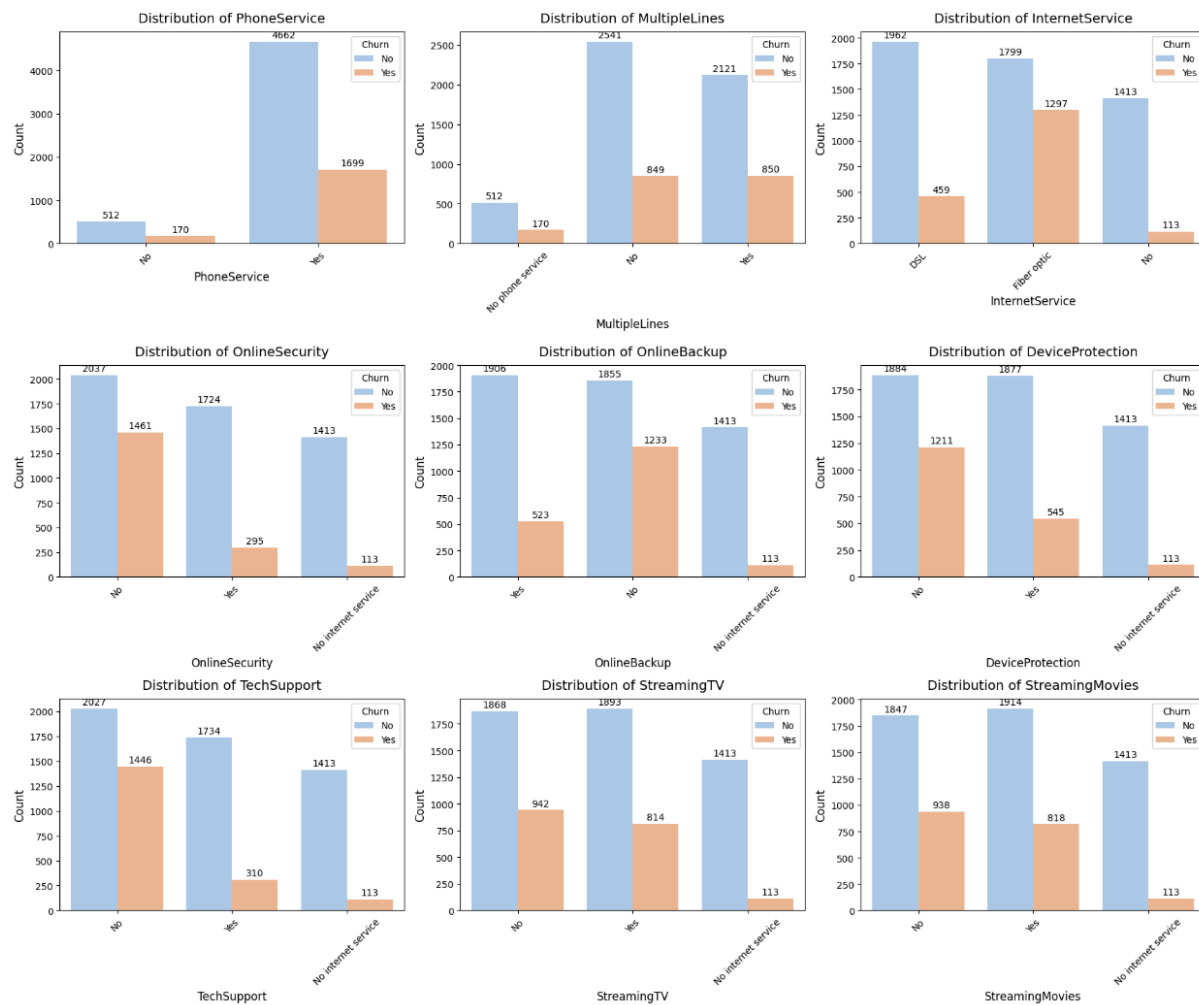 Distribution of PhoneService
Churn
No
Yes
4662
1699
512
170
Count
4000
3000
2000
1000
0
No
Yes
PhoneService
Distribution of MultipleLines
Churn
No
Yes
2541
2121
849
850
512
170
Count
2500
2000
1500
1000
500
0
No phone service
No
Yes
MultipleLines
Distribution of InternetService
Churn
No
Yes
1962
1799
1413
1297
459
113
Count
2000
1750
1500
1250
1000
750
500
250
0
DSL
Fiber optic
No
InternetService
Distribution of OnlineSecurity
Churn
No
Yes
2037
1724
1461
1413
295
113
Count
2000
1750
1500
1250
1000
750
500
250
0
No
Yes
No internet service
OnlineSecurity
Distribution of OnlineBackup
Churn
No
Yes
1906
1855
1413
1233
523
113
Count
2000
1750
1500
1250
1000
750
500
250
0
Yes
No
No internet service
OnlineBackup
Distribution of DeviceProtection
Churn
No
Yes
1884
1877
1413
1211
545
113
Count
1750
1500
1250
1000
750
500
250
0
No
Yes
No internet service
DeviceProtection
Distribution of TechSupport
Churn
No
Yes
2027
1734
1446
1413
310
113
Count
2000
1750
1500
1250
1000
750
500
250
0
No
Yes
No internet service
TechSupport
Distribution of StreamingTV
Churn
No
Yes
1868
1893
1413
942
814
113
Count
1750
1500
1250
1000
750
500
250
0
No
Yes
No internet service
StreamingTV
Distribution of StreamingMovies
Churn
No
Yes
1847
1914
1413
938
818
113
Count
2000
1750
1500
1250
1000
750
500
250
0
No
Yes
No internet service
StreamingMovies